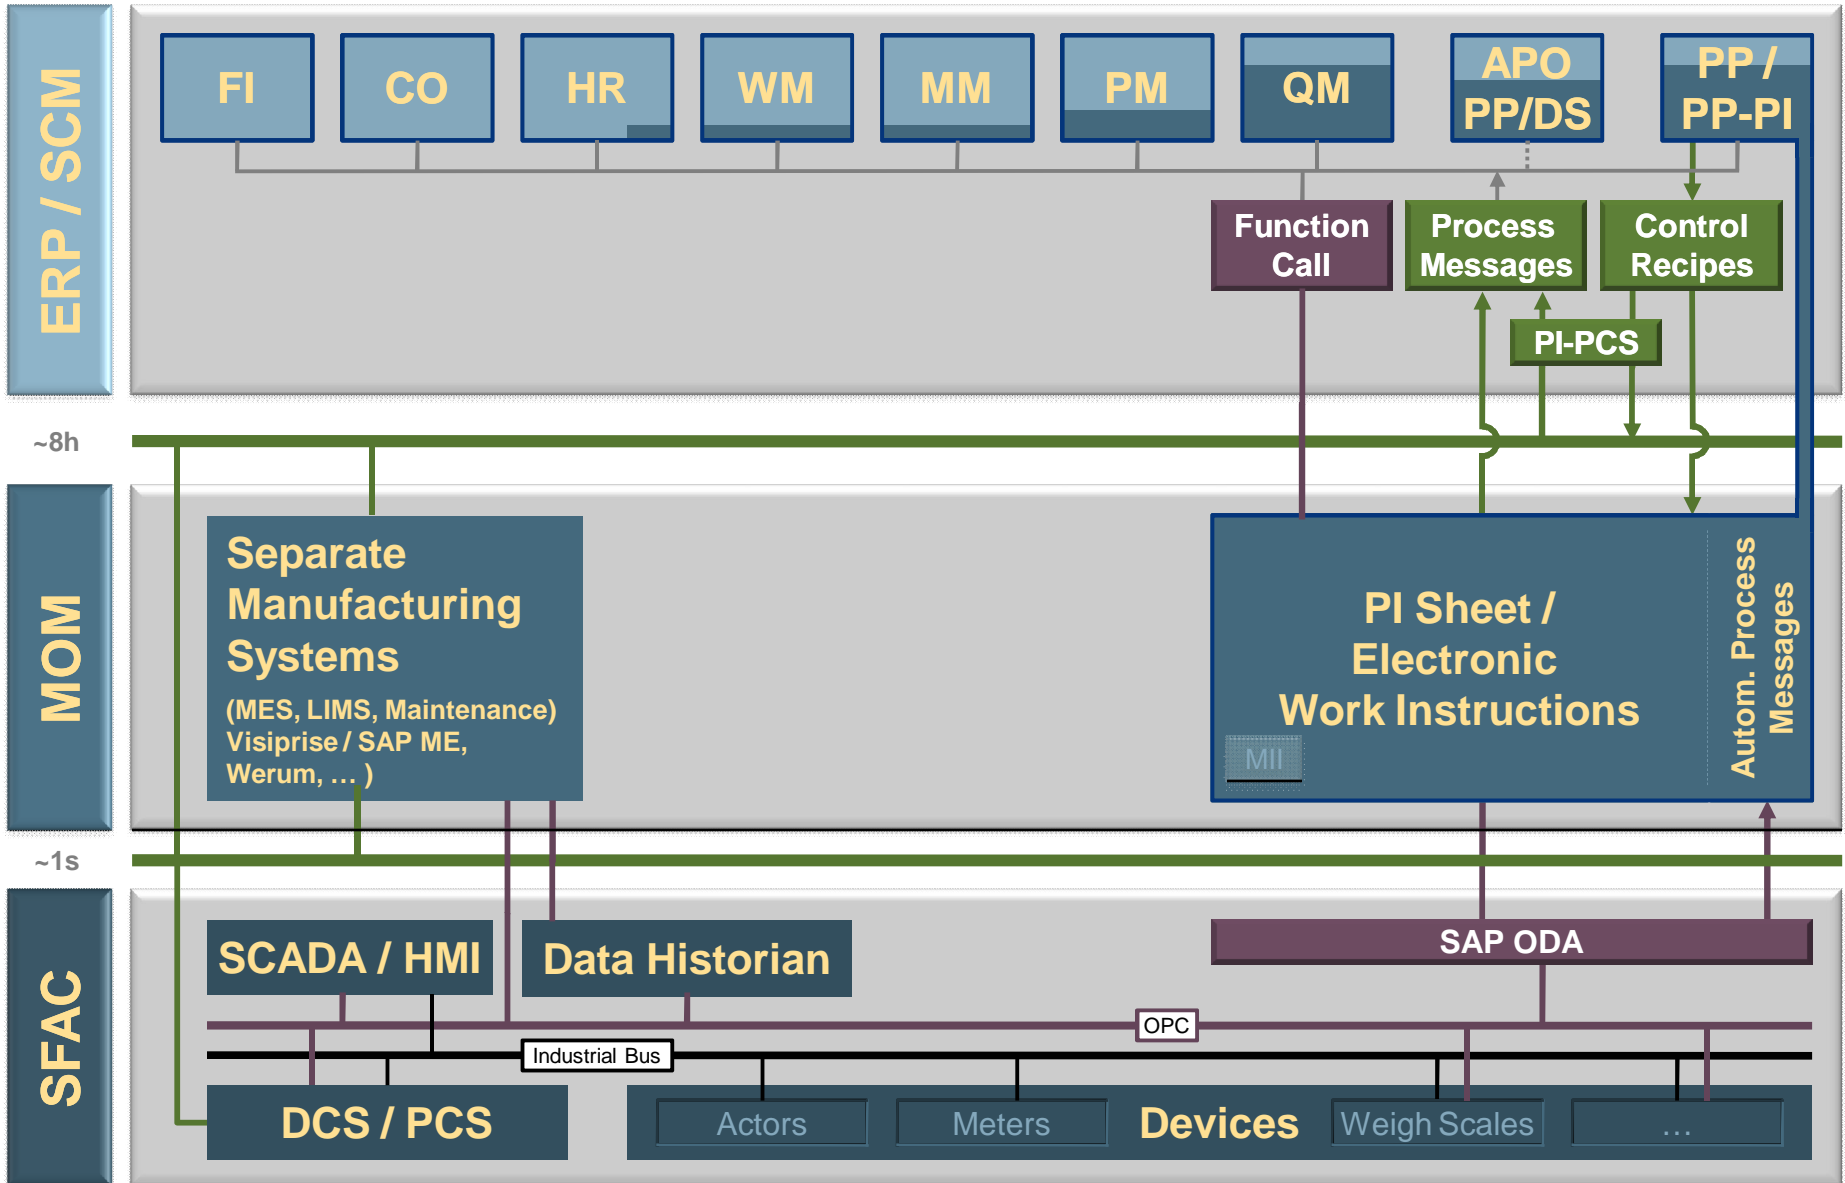 ERP / SCM
FI
CO
HR
WM
MM
PM
QM
APO
PP/DS
PP /
PP-PI
Function
Call
Process
Messages
Control
Recipes
PI-PCS
~8h
MOM
Separate
Manufacturing
Systems
(MES, LIMS, Maintenance)
Visiprise / SAP ME,
Werum, … )
PI Sheet /
Electronic
Work Instructions
MII
Autom. Process
Messages
~1s
SFAC
SCADA / HMI
Data Historian
SAP ODA
OPC
Industrial Bus
DCS / PCS
Actors
Meters
Devices
Weigh Scales
…